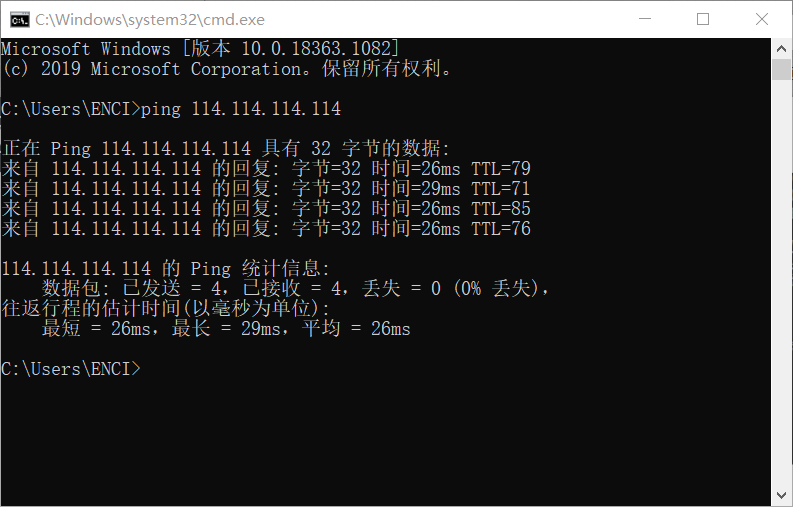 C:\Windows\system32\cmd.exe
Microsoft Windows [版本 10.0.18363.1082]
(c) 2019 Microsoft Corporation。保留所有权利。
C:\Users\ENCI>ping 114.114.114.114
正在 Ping 114.114.114.114 具有 32 字节的数据:
来自 114.114.114.114 的回复: 字节=32 时间=26ms TTL=79
来自 114.114.114.114 的回复: 字节=32 时间=29ms TTL=71
来自 114.114.114.114 的回复: 字节=32 时间=26ms TTL=85
来自 114.114.114.114 的回复: 字节=32 时间=26ms TTL=76
114.114.114.114 的 Ping 统计信息:
数据包: 已发送 = 4，已接收 = 4，丢失 = 0 (0% 丢失)，
往返行程的估计时间(以毫秒为单位):
最短 = 26ms，最长 = 29ms，平均 = 26ms
C:\Users\ENCI>